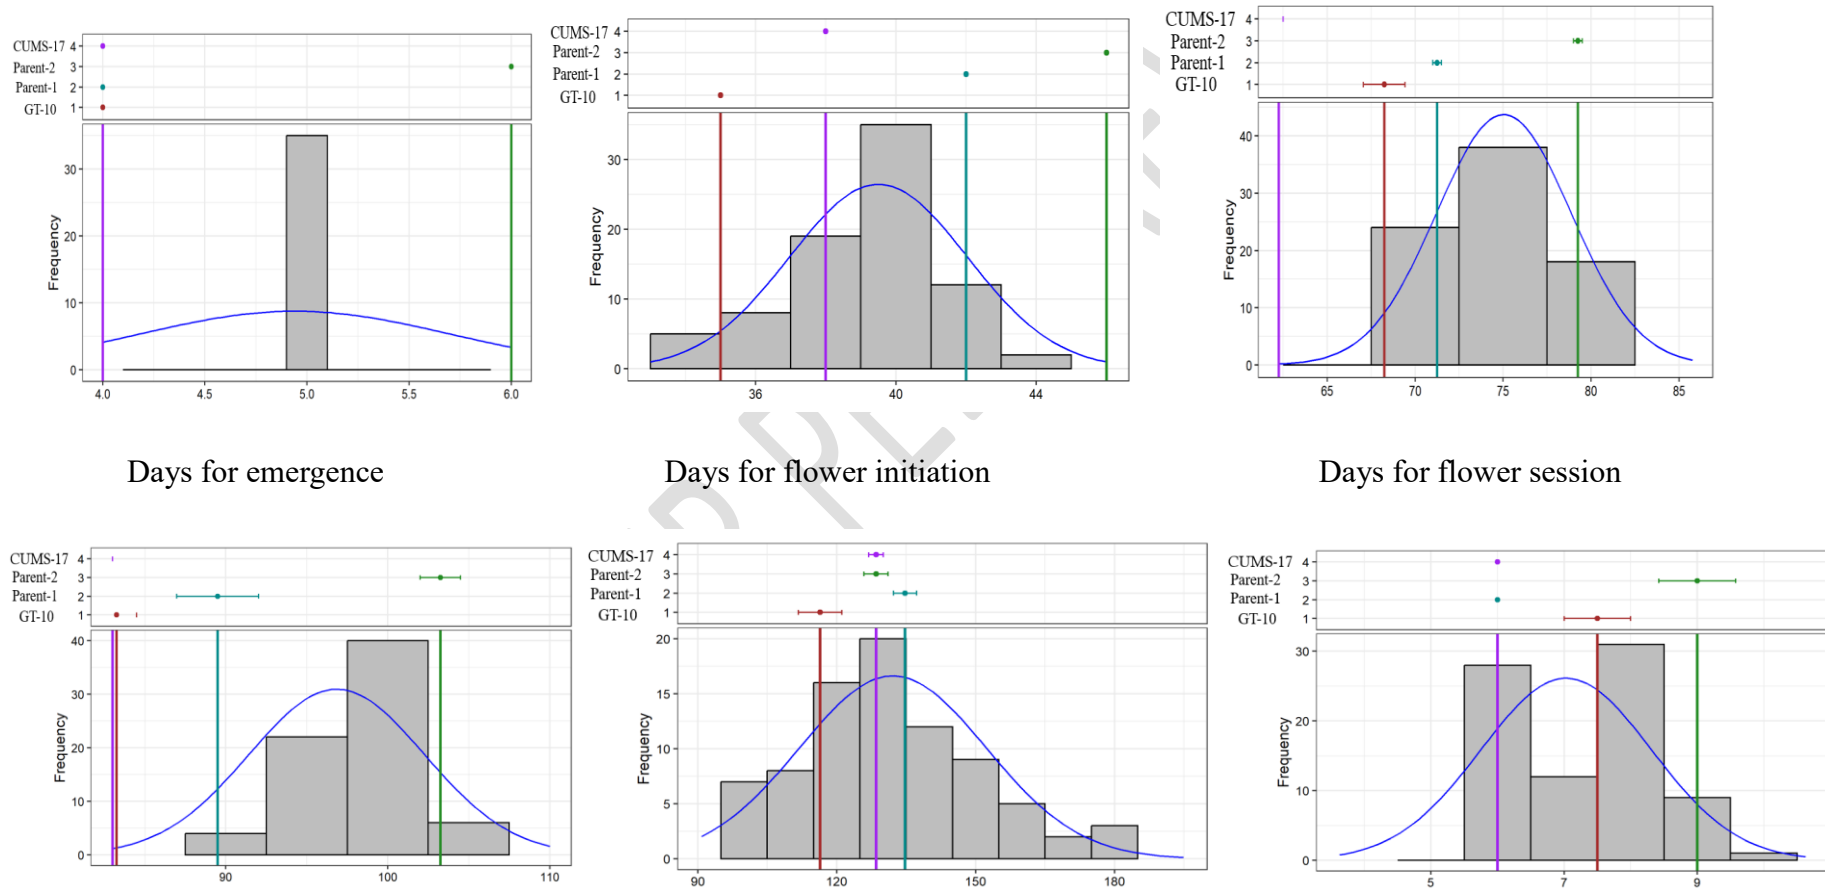 CUMS-17 4
Parent-2 3
Parent-1 2
GT-10 1
Frequency
30
20
10
0
4.0 4.5 5.0 5.5 6.0
CUMS-17 4
Parent-2 3
Parent-1 2
GT-10 1
Frequency
30
20
10
0
36 40 44
CUMS-17 4
Parent-2 3
Parent-1 2
GT-10 1
Frequency
40
30
20
10
0
65 70 75 80 85
Days for emergence
Days for flower initiation
Days for flower session
CUMS-17 4
Parent-2 3
Parent-1 2
GT-10 1
Frequency
40
30
20
10
0
90 100 110
CUMS-17 4
Parent-2 3
Parent-1 2
GT-10 1
Frequency
20
15
10
5
0
90 120 150 180
CUMS-17 4
Parent-2 3
Parent-1 2
GT-10 1
Frequency
30
20
10
0
5 7 9